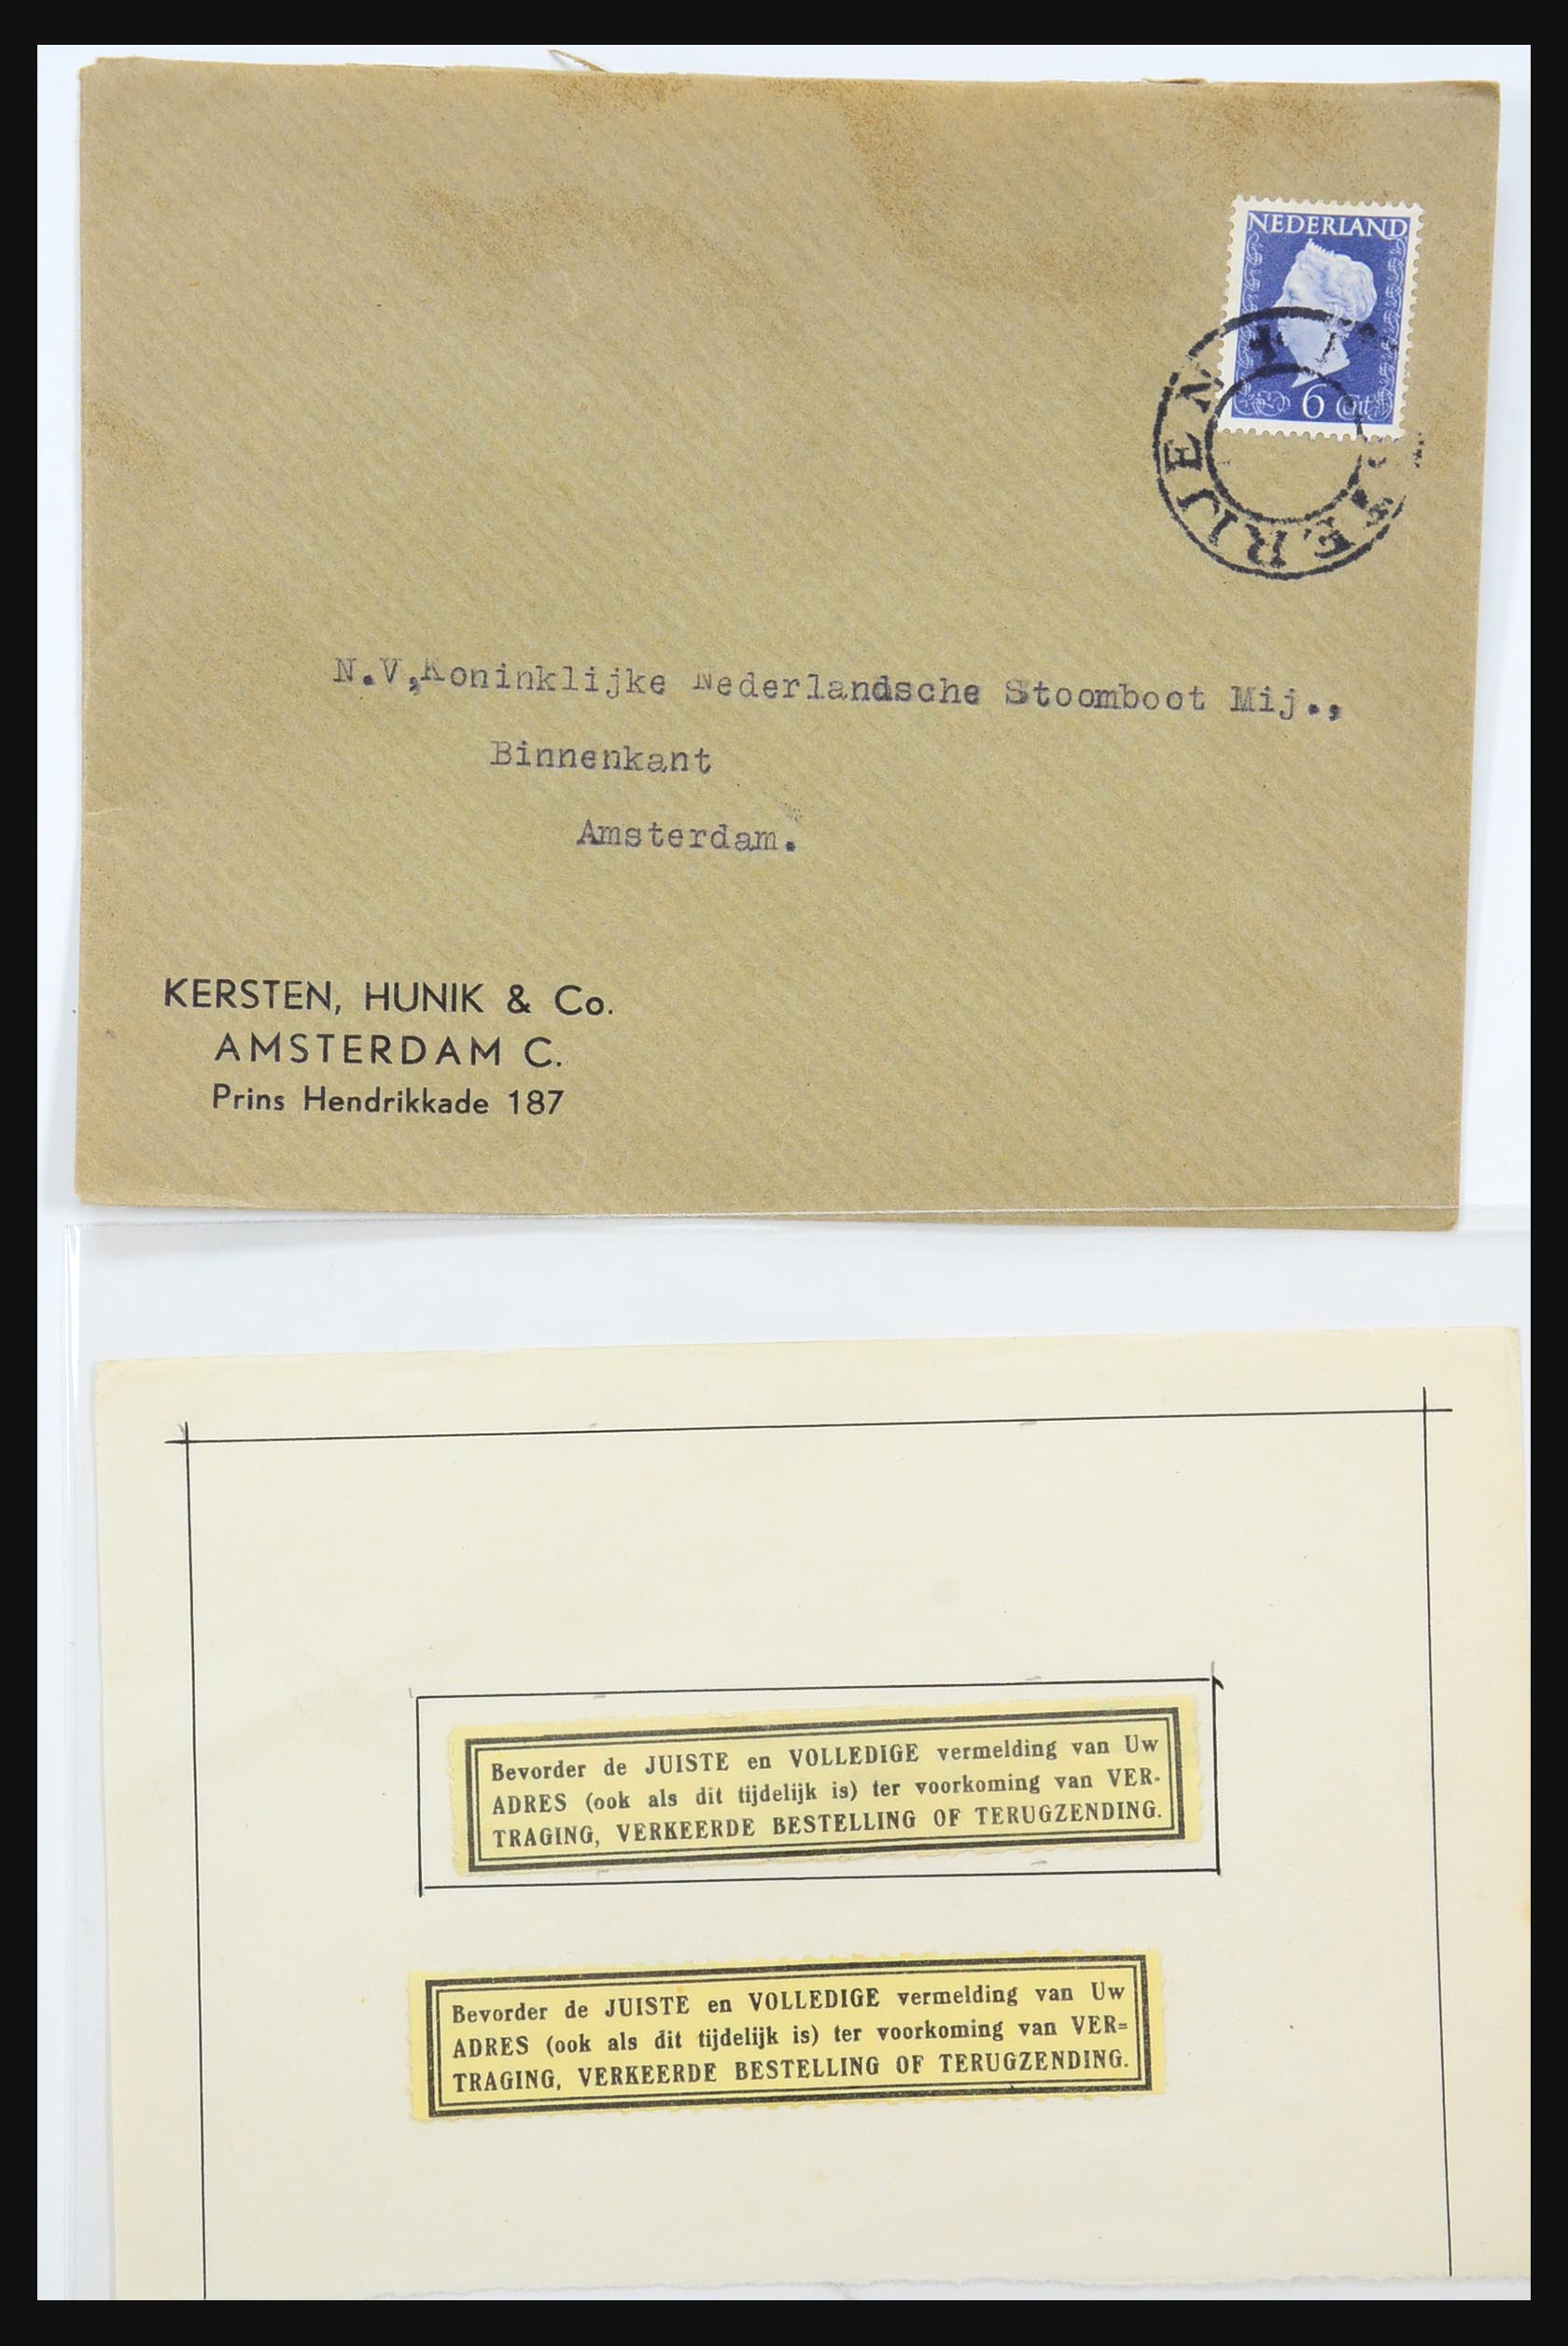 NEDERLAND
6 Cent
N.V,Koninklijke Nederlandsche Stoomboot Mij.,
Binnenkant
Amsterdam.
KERSTEN, HUNIK & Co.
AMSTERDAM C.
Prins Hendrikkade 187
Bevorder de JUISTE en VOLLEDIGE vermelding van Uw
ADRES (ook als dit tijdelijk is) ter voorkoming van VER-
TRAGING, VERKEERDE BESTELLING OF TERUGZENDING.
Bevorder de JUISTE en VOLLEDIGE vermelding van Uw
ADRES (ook als dit tijdelijk is) ter voorkoming van VER=
TRAGING, VERKEERDE BESTELLING OF TERUGZENDING.